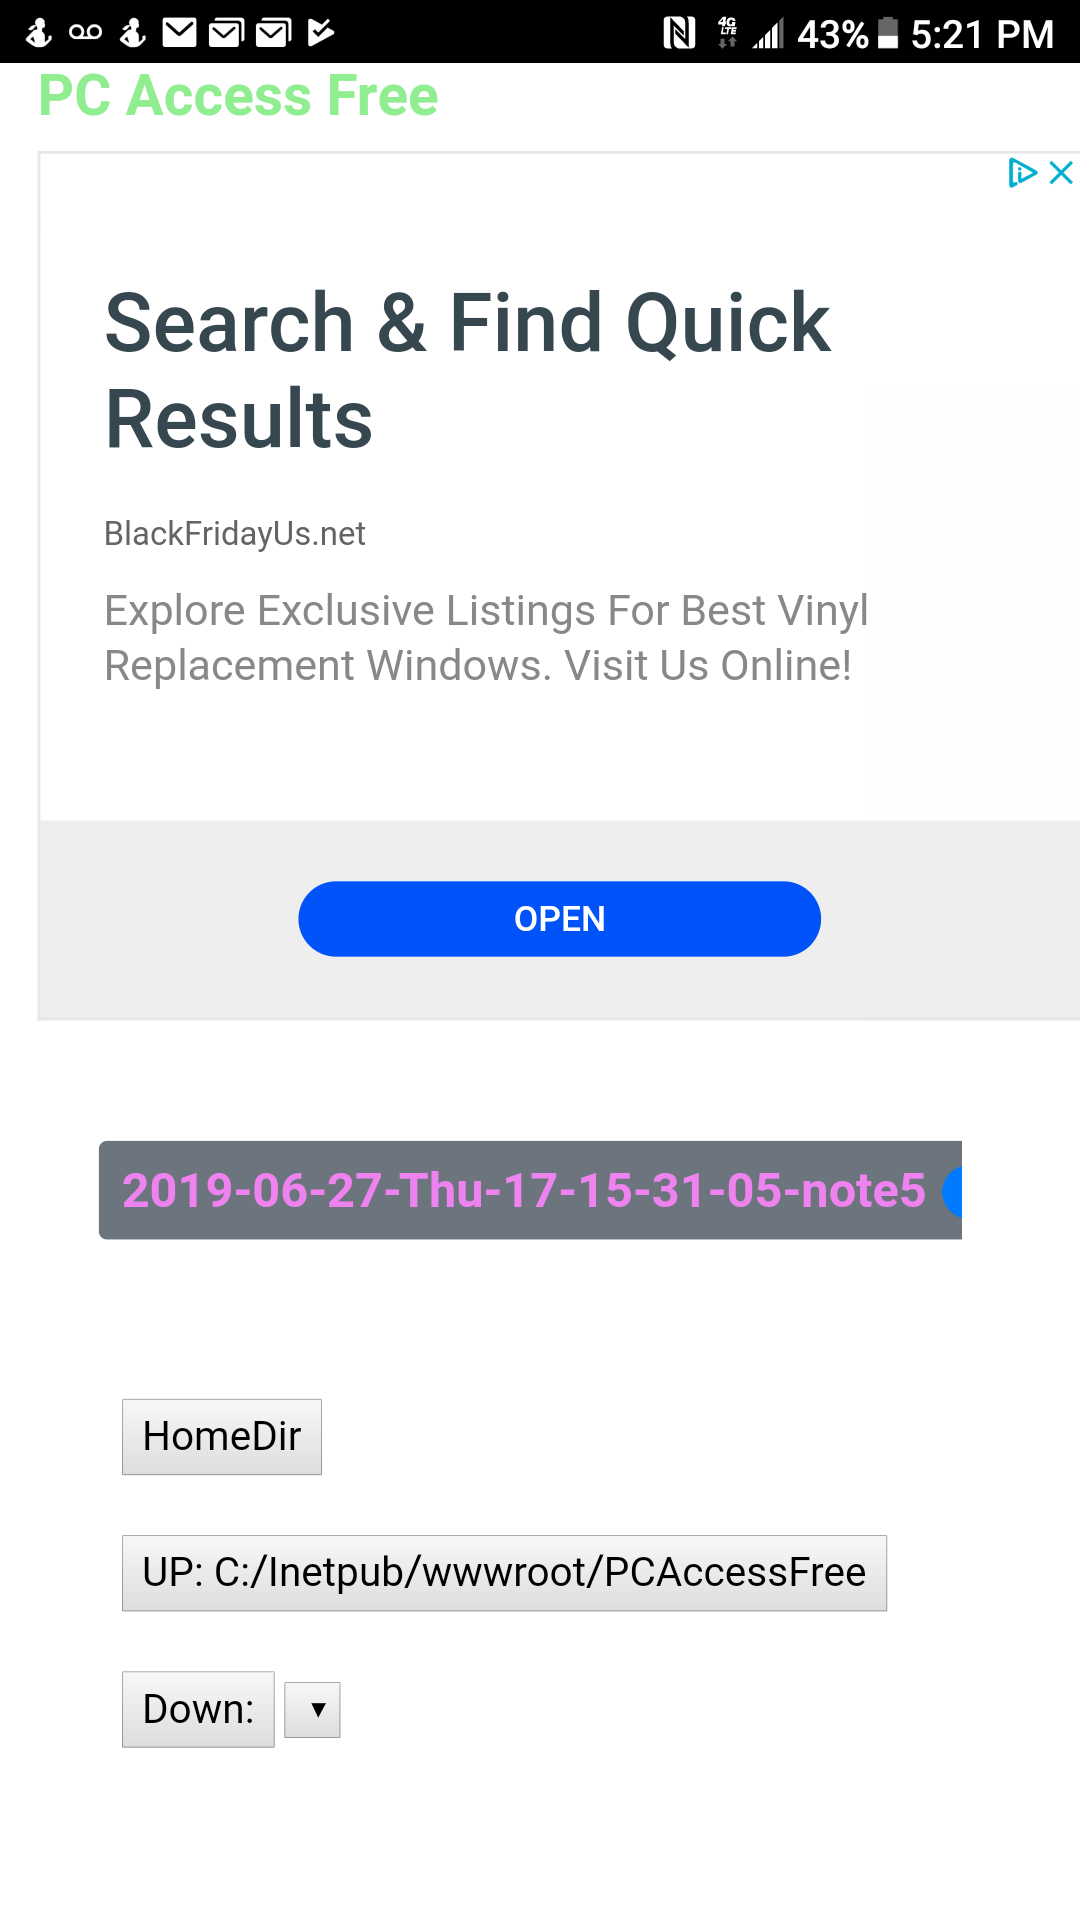 43% 5:21 PM
PC Access Free
Search & Find Quick
Results
BlackFridayUs.net
Explore Exclusive Listings For Best Vinyl
Replacement Windows. Visit Us Online!
OPEN
2019-06-27-Thu-17-15-31-05-note5
HomeDir
UP: C:/Inetpub/wwwroot/PCAccessFree
Down: